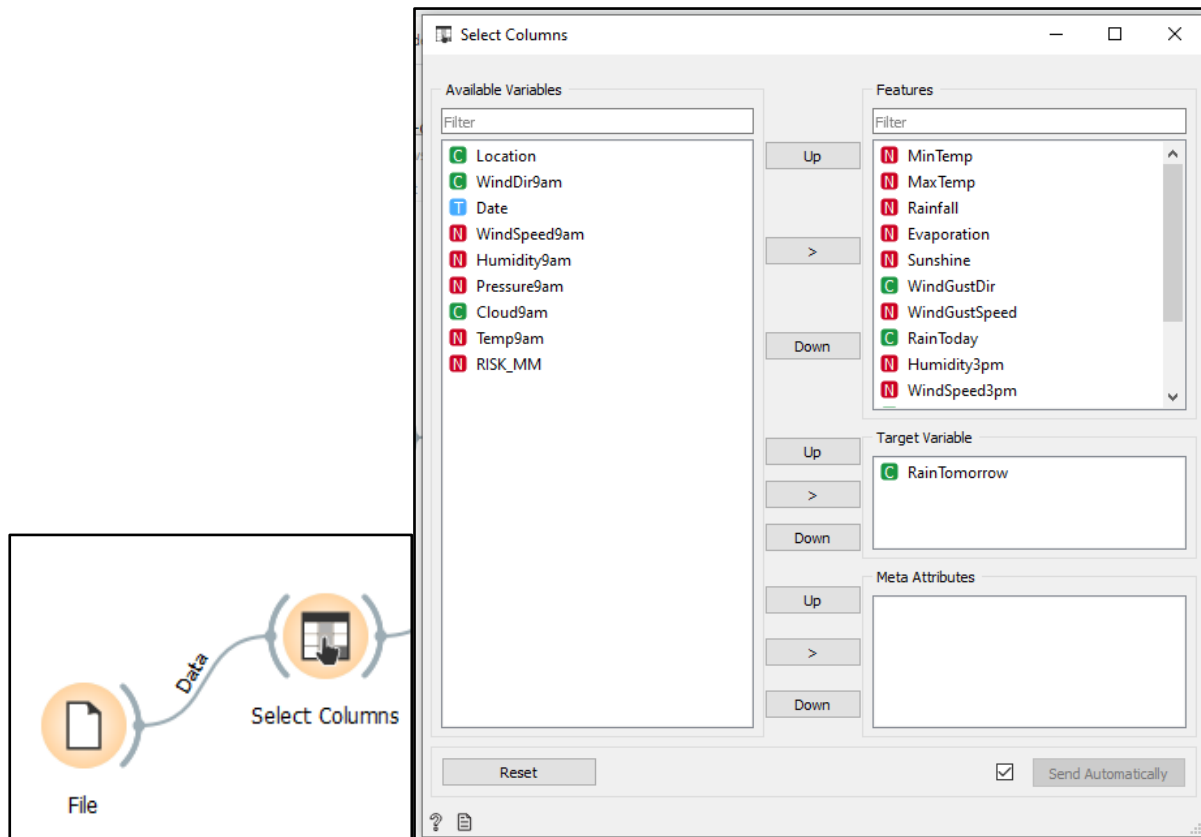 Select Columns
Available Variables
Filter
C Location
C WindDir9am
T Date
N WindSpeed9am
N Humidity9am
N Pressure9am
C Cloud9am
N Temp9am
N RISK_MM
Up
>
Down
Up
>
Down
Up
>
Down
Features
Filter
N MinTemp
N MaxTemp
N Rainfall
N Evaporation
N Sunshine
C WindGustDir
N WindGustSpeed
C RainToday
N Humidity3pm
N WindSpeed3pm
Target Variable
C RainTomorrow
Meta Attributes
Reset
Send Automatically
?
Data
Select Columns
File